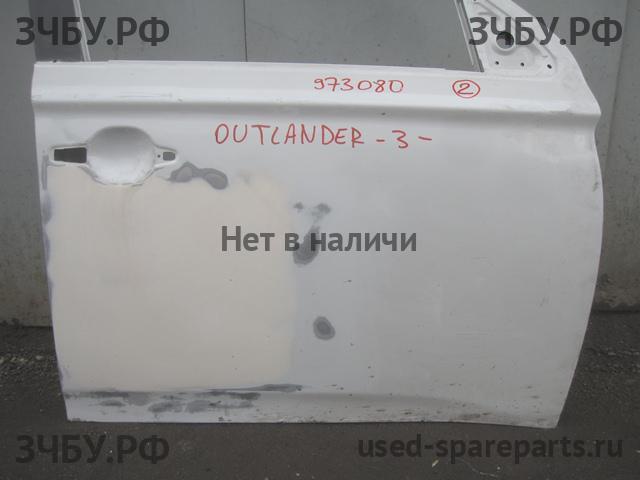 ЗЧБУ.РФ ЗЧБУ.РФ
973080 2
OUTLANDER - 3 -
Нет в наличи
ЗЧБУ.РФ used-spareparts.ru